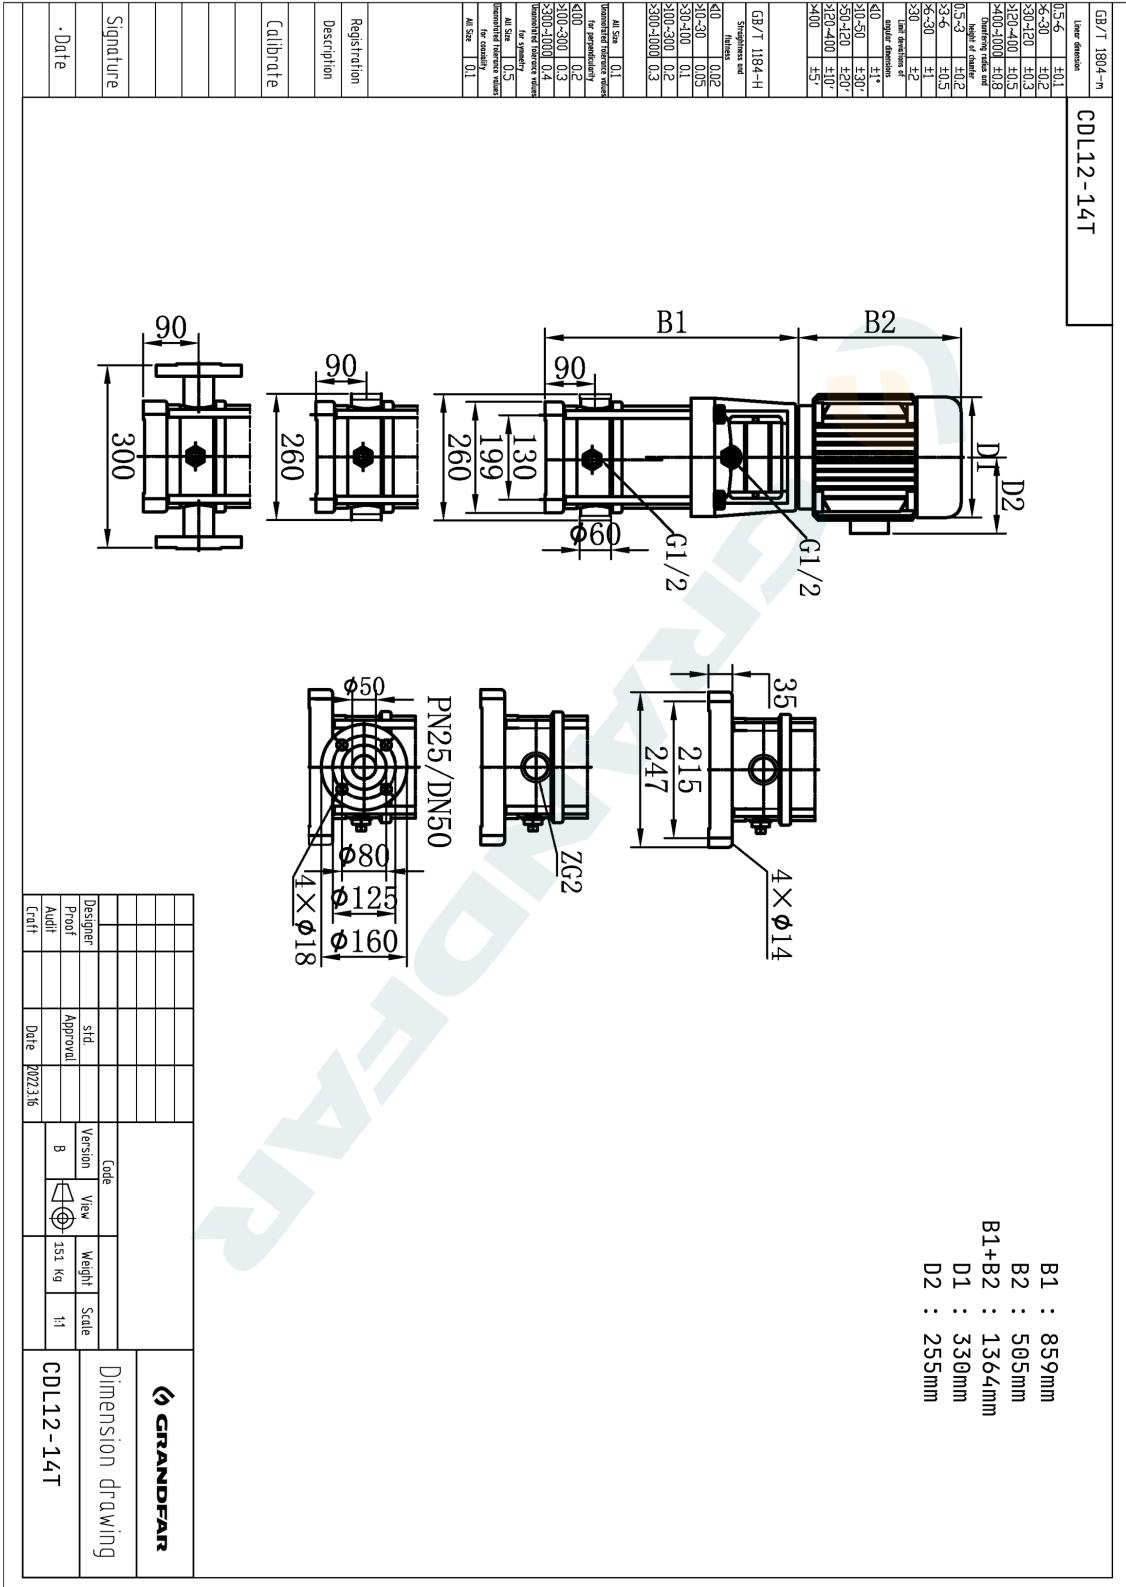 CDL12-14T
GB/T 1804-m
Linear dimension
0.5~6 ±0.1
>6~30 ±0.2
>30~120 ±0.3
>120~400 ±0.5
>400~1000 ±0.8
Chamfering radius and
height of chamfer
0.5~3 ±0.2
>3~6 ±0.5
>6~30 ±1
>30 ±2
Limit deviations of
angular dimensions
≤10 ±1°
>10~50 ±30'
>50~120 ±20'
>120~400 ±10'
>400 ±5'
GB/T 1184-H
Straightness and
flatness
≤10 0.02
>10~30 0.05
>30~100 0.1
>100~300 0.2
>300~1000 0.3
All Size 0.1
Unannotated tolerance values
for perpendicularity
≤100 0.2
>100~300 0.3
>300~1000 0.4
Unannotated tolerance values
for symmetry
All Size 0.5
Unannotated tolerance values
for coaxiality
All Size 0.1
Registration
Description
Calibrate
Signature
·Date
B1
B2
D1
D2
90
130
199
260
ϕ60
G1/2
G1/2
90
260
90
300
35
215
247
4×ϕ14
ZG2
PN25/DN50
ϕ50
ϕ80
ϕ125
ϕ160
4×ϕ18
B1 : 859mm
B2 : 505mm
B1+B2 : 1364mm
D1 : 330mm
D2 : 255mm
GRANDFAR
Designer std.
Proof Approval
Audit
Craft Date 2022.3.16
Code
Version View Weight Scale
B 151 Kg 1:1
GRANDFAR
Dimension drawing
CDL12-14T